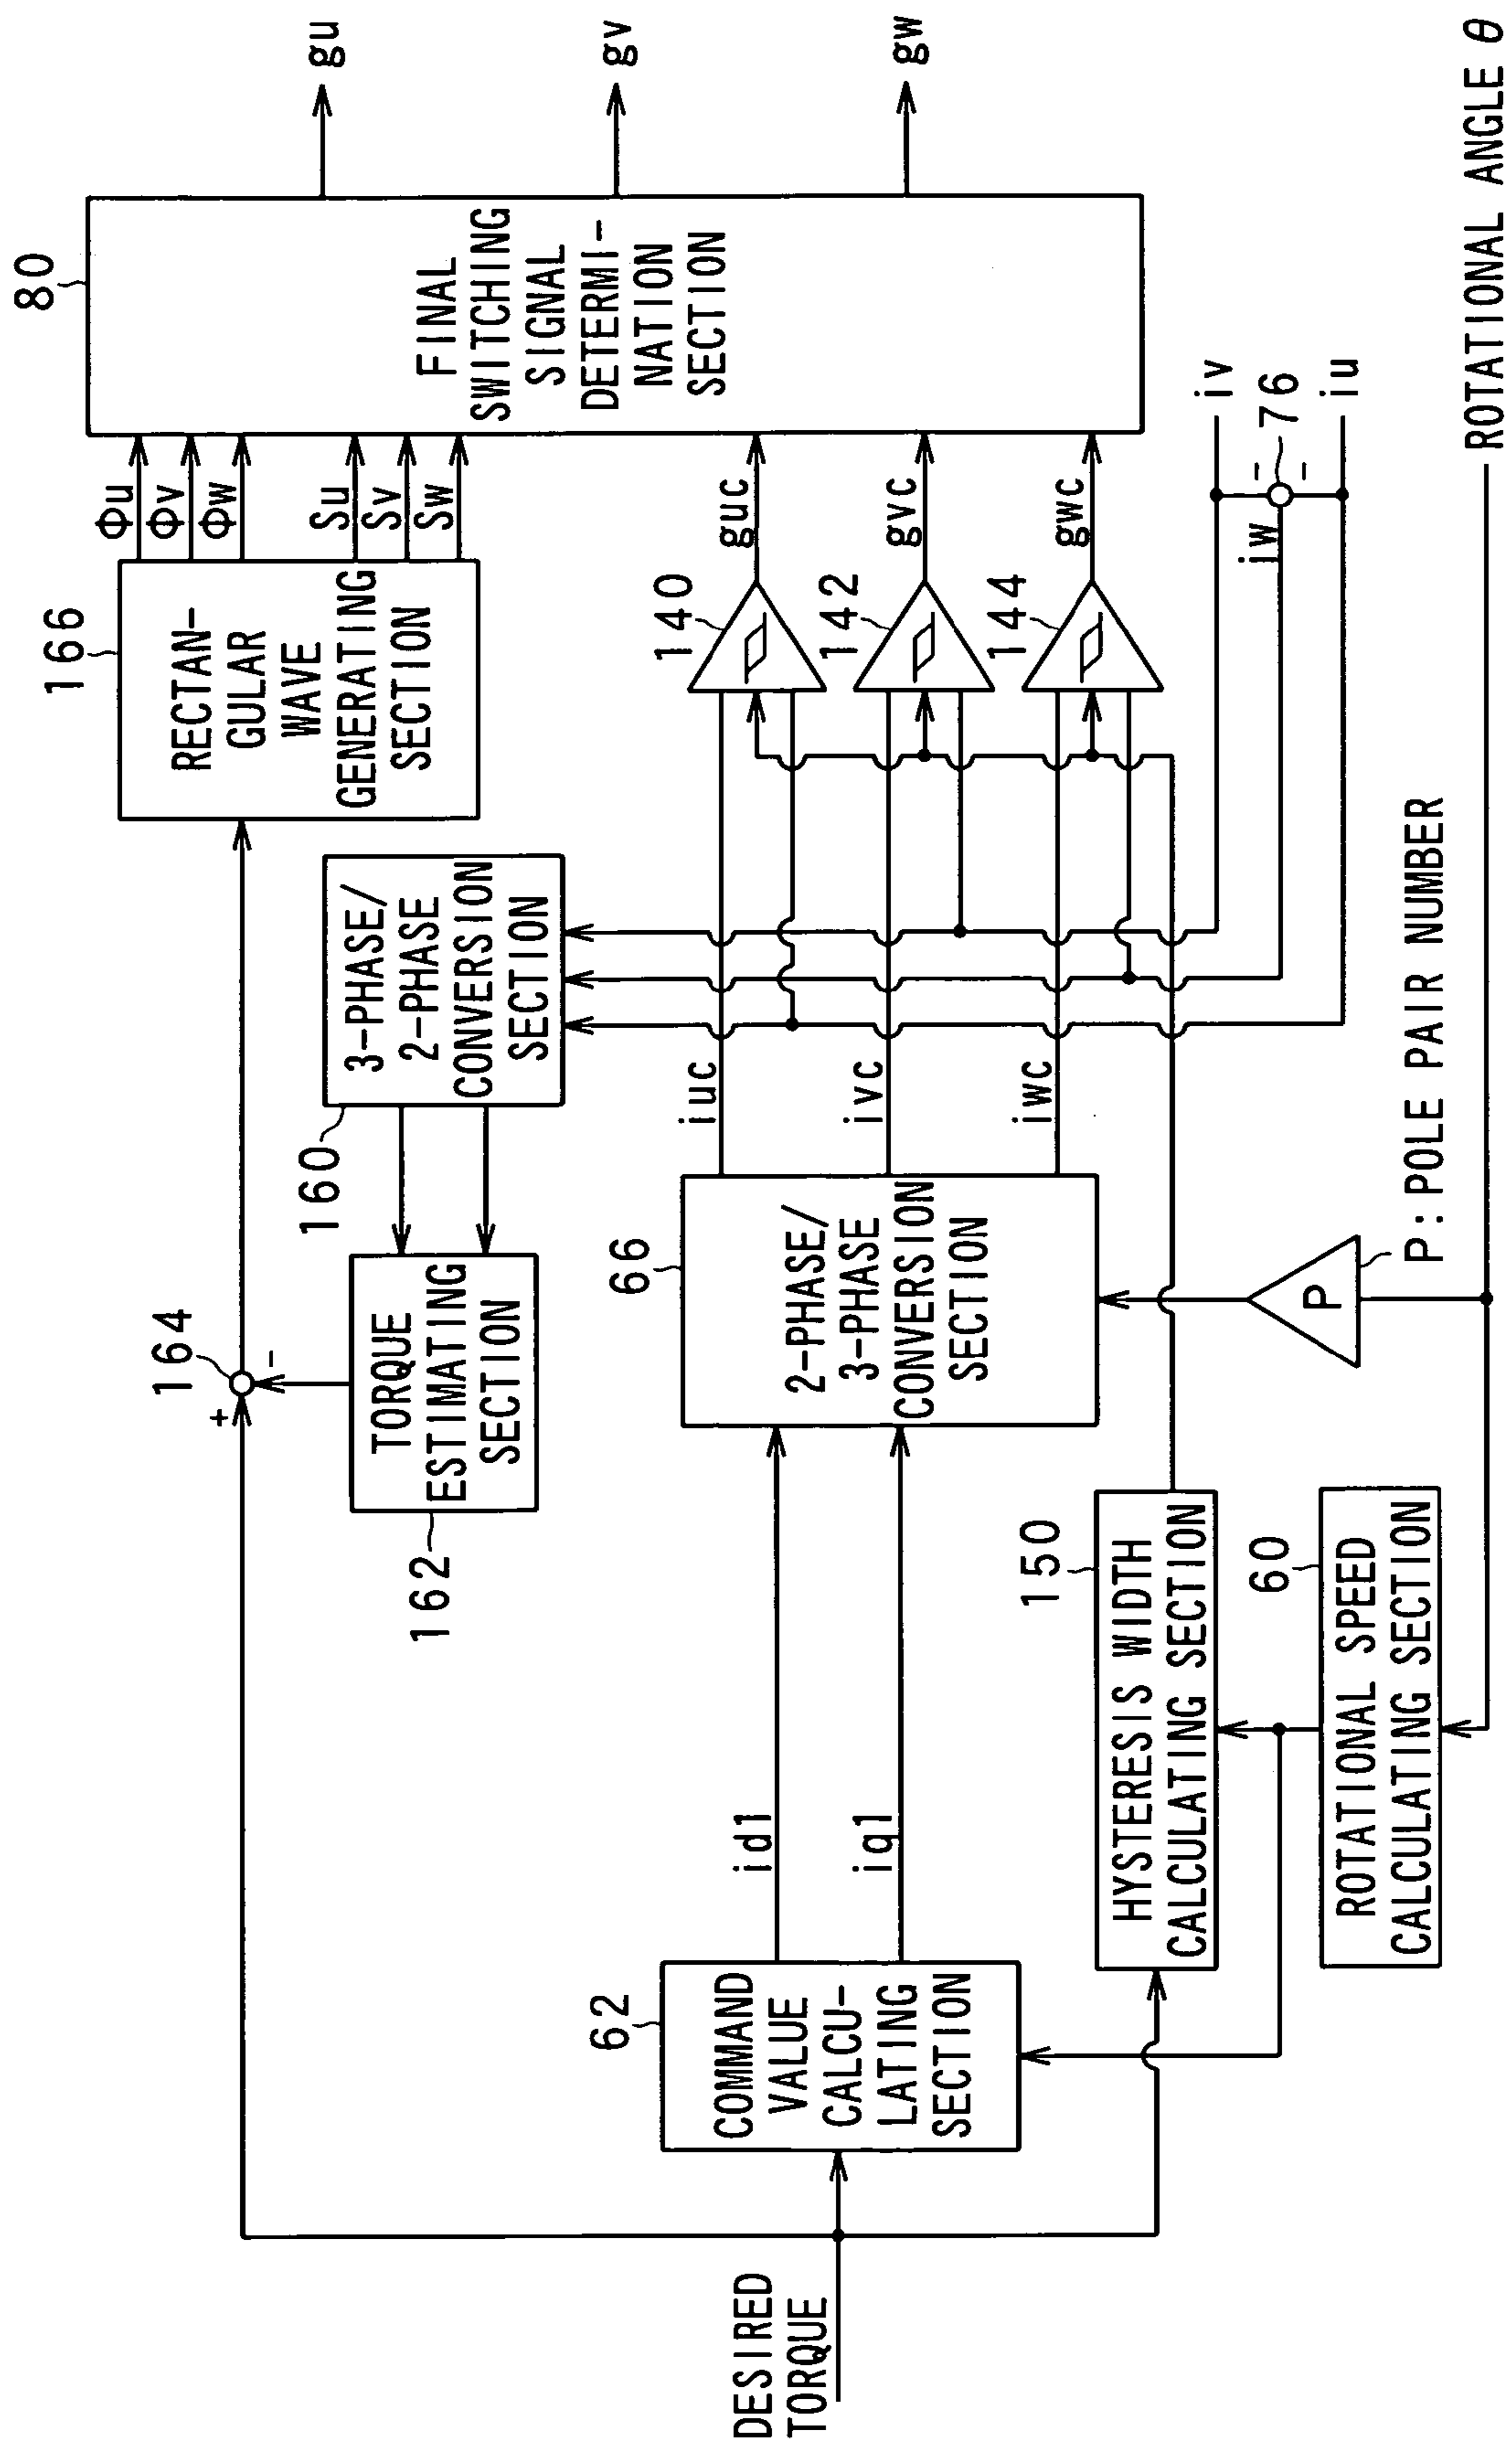 80
FINAL
SWITCHING
SIGNAL
DETERMI-
NATION
SECTION
gu
gv
gw
166
RECTAN-
GULAR
WAVE
GENERATING
SECTION
Φu
Φv
Φw
Su
Sv
Sw
164
+
-
160
3-PHASE/
2-PHASE
CONVERSION
SECTION
162
TORQUE
ESTIMATING
SECTION
140
guc
142
gvc
144
gwc
66
2-PHASE/
3-PHASE
CONVERSION
SECTION
iuc
ivc
iwc
iv
-
76
-
iw
iu
62
COMMAND
VALUE
CALCU-
LATING
SECTION
id1
iq1
DESIRED
TORQUE
150
HYSTERESIS WIDTH
CALCULATING SECTION
60
ROTATIONAL SPEED
CALCULATING SECTION
P
P:POLE PAIR NUMBER
ROTATIONAL ANGLE θ